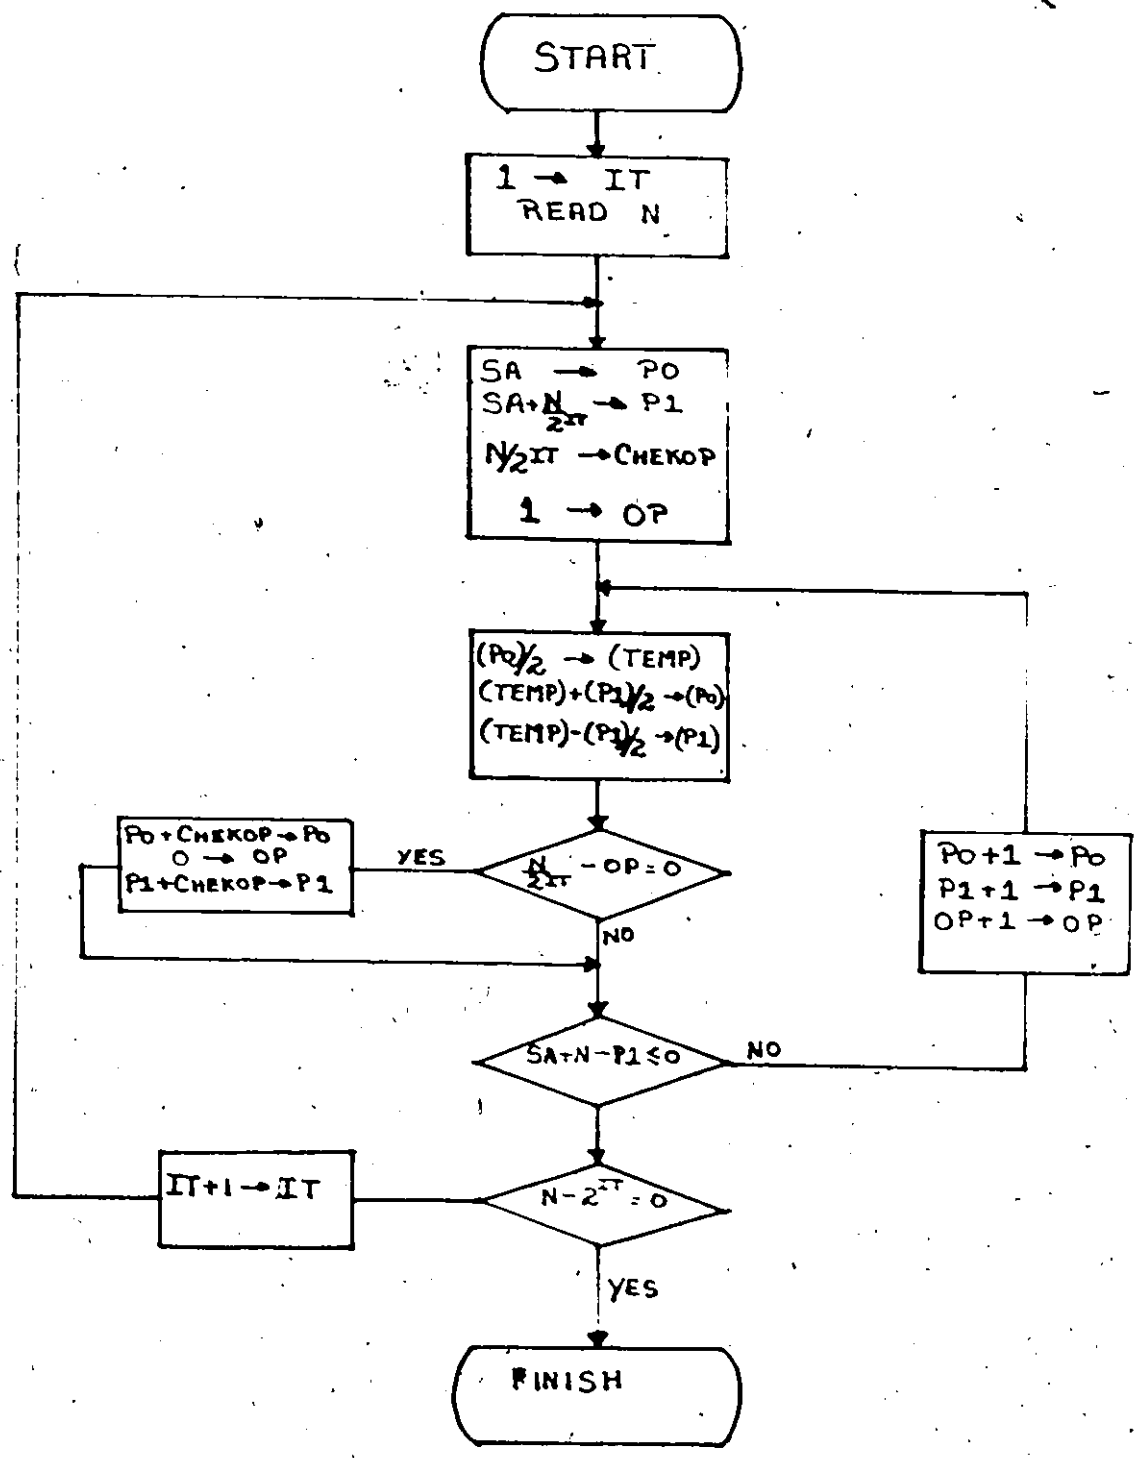 START
1 → IT
READ N
SA → PO
SA+N/2^IT → P1
N/2IT → CHEKOP
1 → OP
(PO)/2 → (TEMP)
(TEMP)+(P1)/2 → (PO)
(TEMP)-(P1)/2 → (P1)
PO+CHEKOP → PO
0 → OP
P1+CHEKOP → P1
YES
N/2^IT - OP = 0
NO
PO+1 → PO
P1+1 → P1
OP+1 → OP
SA+N-P1≤0
NO
IT+1 → IT
N-2^IT = 0
YES
FINISH